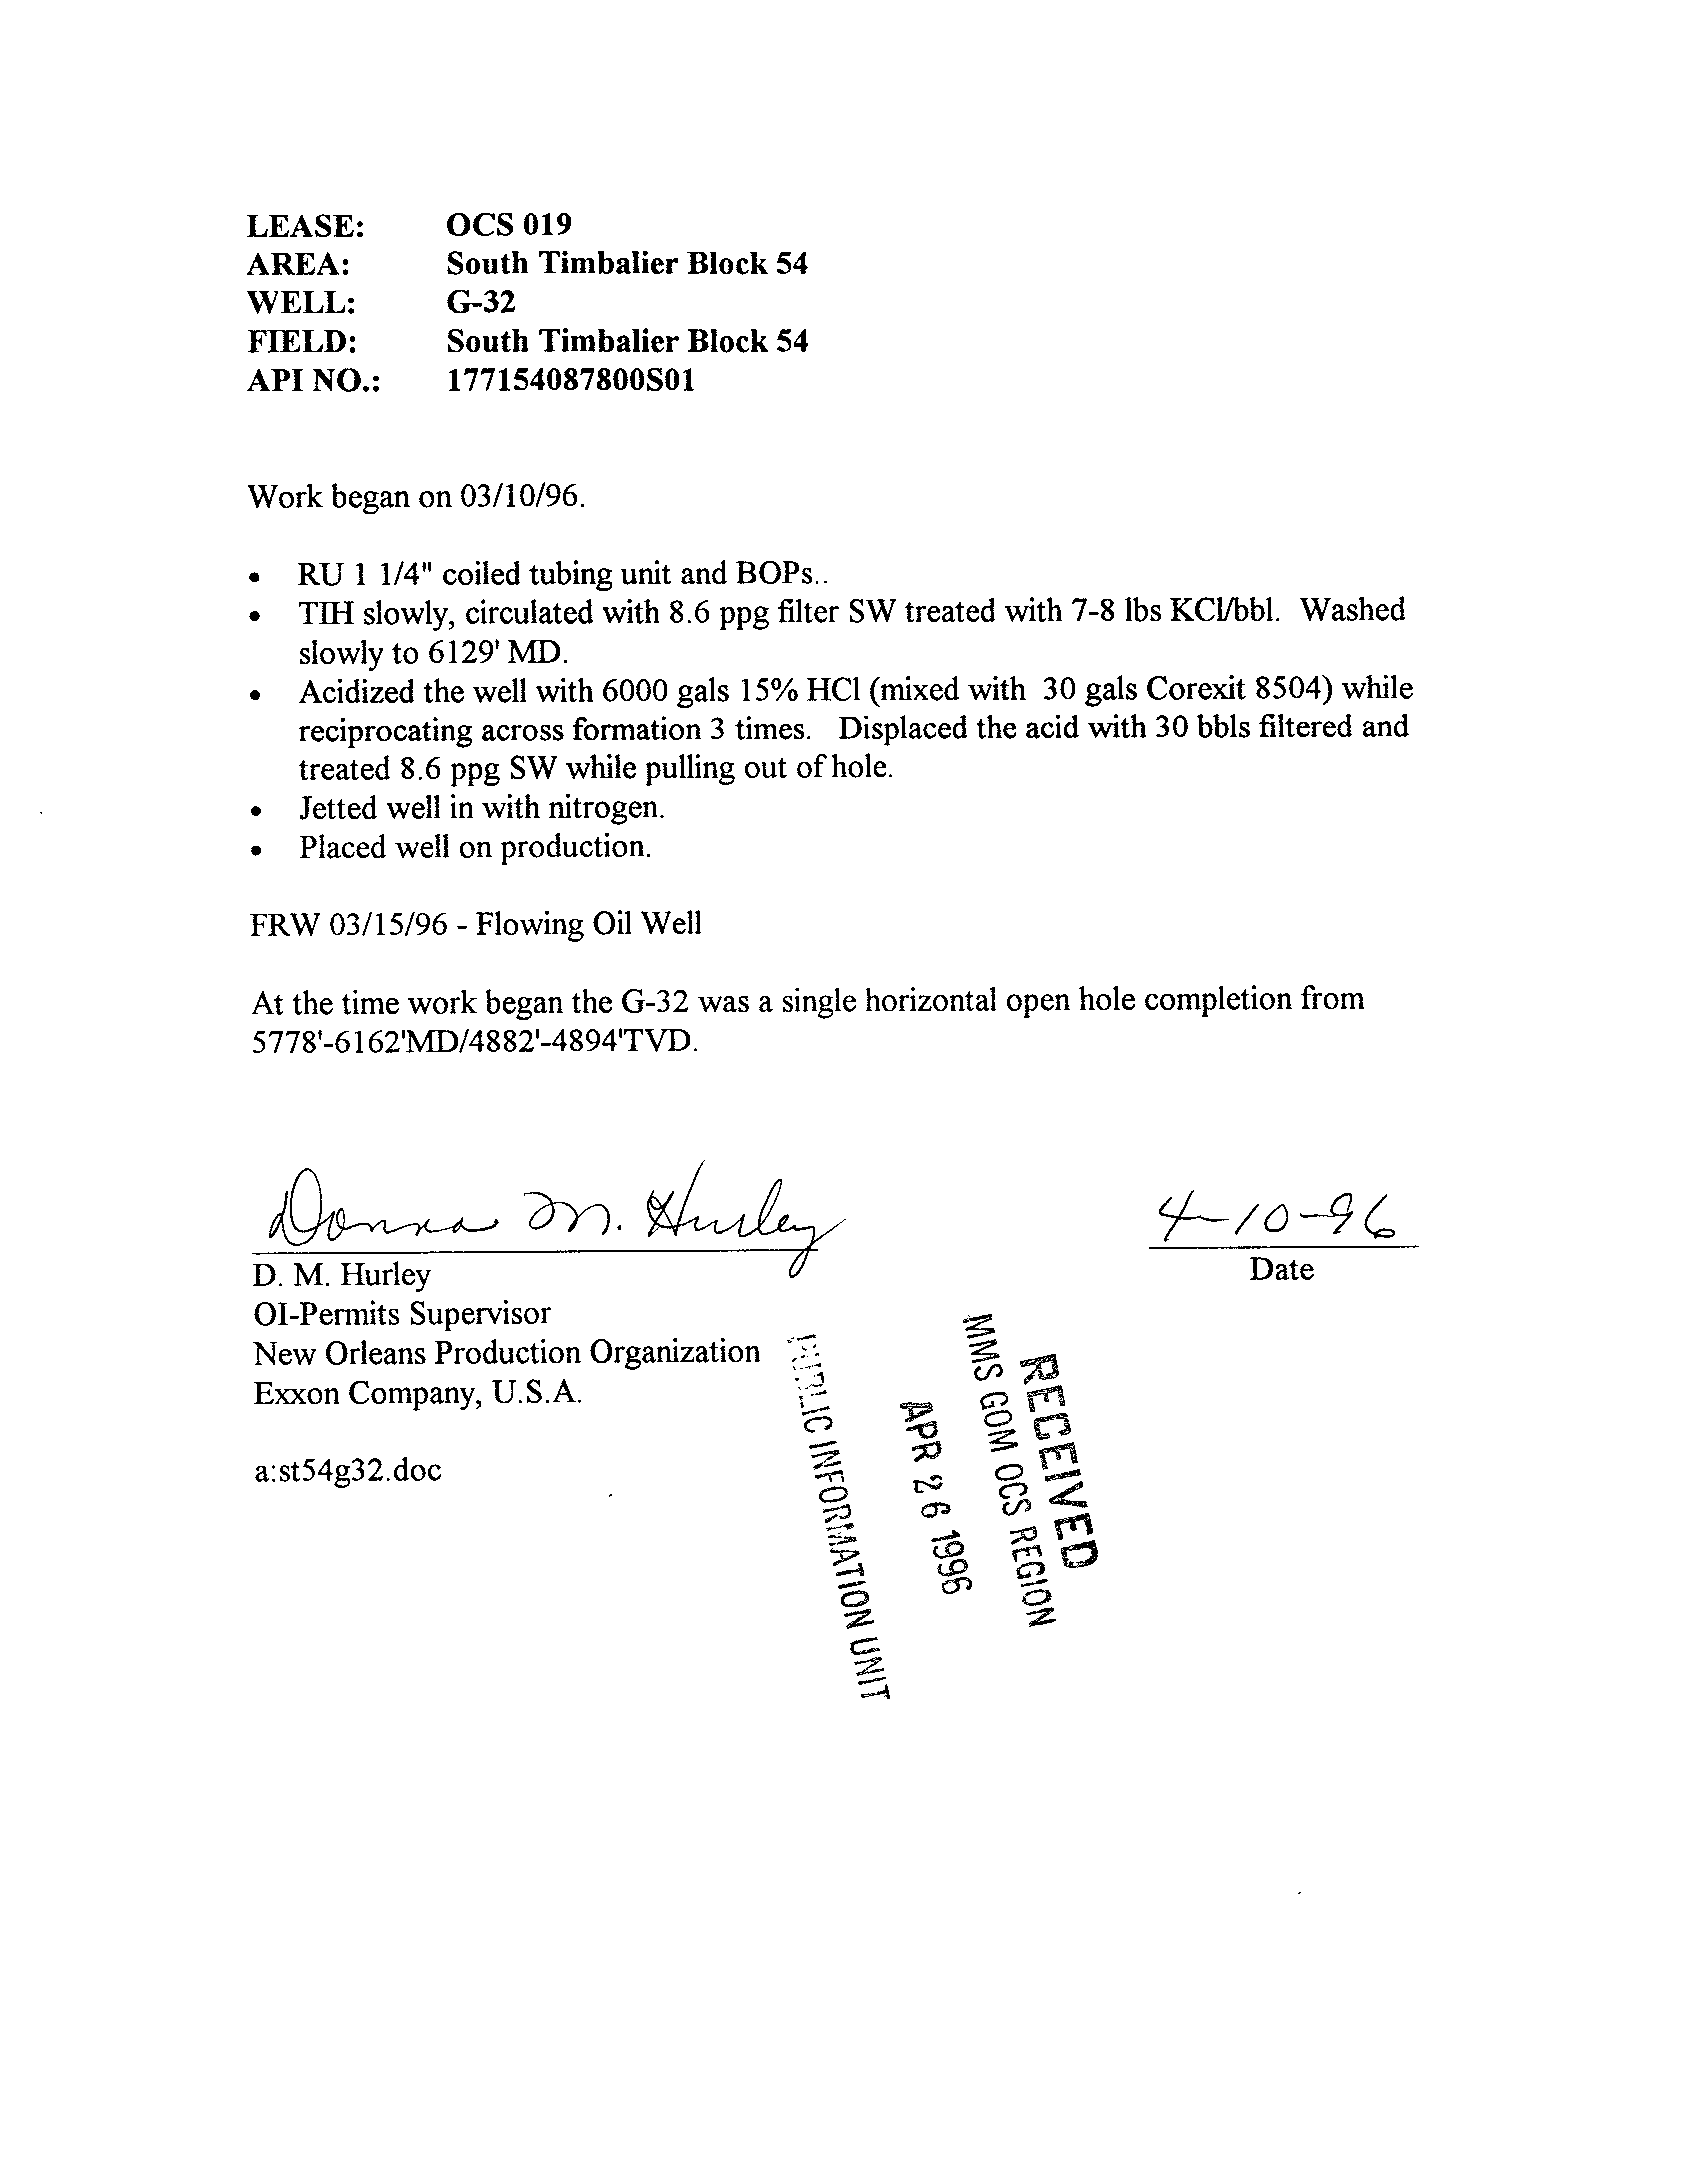 LEASE: OCS 019
AREA: South Timbalier Block 54
WELL: G-32
FIELD: South Timbalier Block 54
API NO.: 177154087800S01
Work began on 03/10/96.
• RU 1 1/4" coiled tubing unit and BOPs..
• TIH slowly, circulated with 8.6 ppg filter SW treated with 7-8 lbs KCl/bbl. Washed
slowly to 6129' MD.
• Acidized the well with 6000 gals 15% HCl (mixed with 30 gals Corexit 8504) while
reciprocating across formation 3 times. Displaced the acid with 30 bbls filtered and
treated 8.6 ppg SW while pulling out of hole.
• Jetted well in with nitrogen.
• Placed well on production.
FRW 03/15/96 - Flowing Oil Well
At the time work began the G-32 was a single horizontal open hole completion from
5778'-6162'MD/4882'-4894'TVD.
Donna M. Hurley 4-10-96
D. M. Hurley Date
OI-Permits Supervisor
New Orleans Production Organization
Exxon Company, U.S.A.
a:st54g32.doc
RECEIVED
MMS GOM OCS REGION
APR 26 1996
PUBLIC INFORMATION UNIT